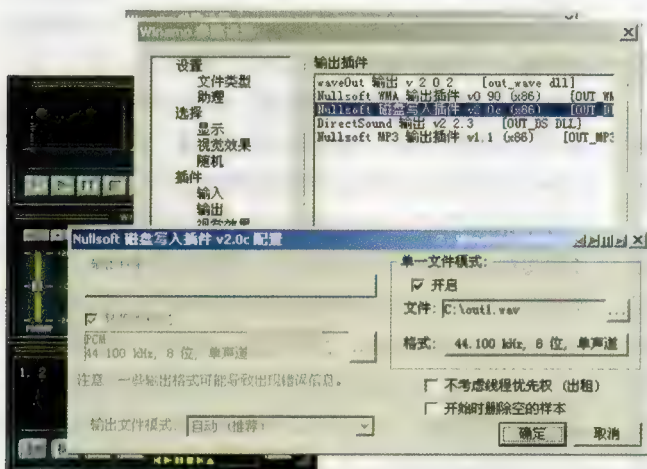 Winamp
设置
文件类型
助理
选择
显示
视觉效果
随机
插件
输入
输出
视觉效果
输出插件
waveOut 输出 v 2 0 2 [out_wave dll]
Nullsoft WMA 输出插件 v0 90 (x86) [OUT WM
Nullsoft 磁盘写入插件 v2 0c (x86) [OUT
DirectSound 输出 v2 2.3 [OUT_DS DLL]
Nullsoft MP3 输出插件 v1.1 (x86) [OUT_MP3
Nullsoft 磁盘写入插件 v2.0c 配置
PCM
44 100 kHz, 8 位, 单声道
注意 一些输出格式可能导致出现错误信息。
输出文件模式: 自动 (推荐)
单一文件模式:
开启
文件: C:\out1.wav
...
格式: 44.100 kHz, 8 位, 单声道
不考虑线程优先权 (出租)
开始时删除空的样本
确定 取消